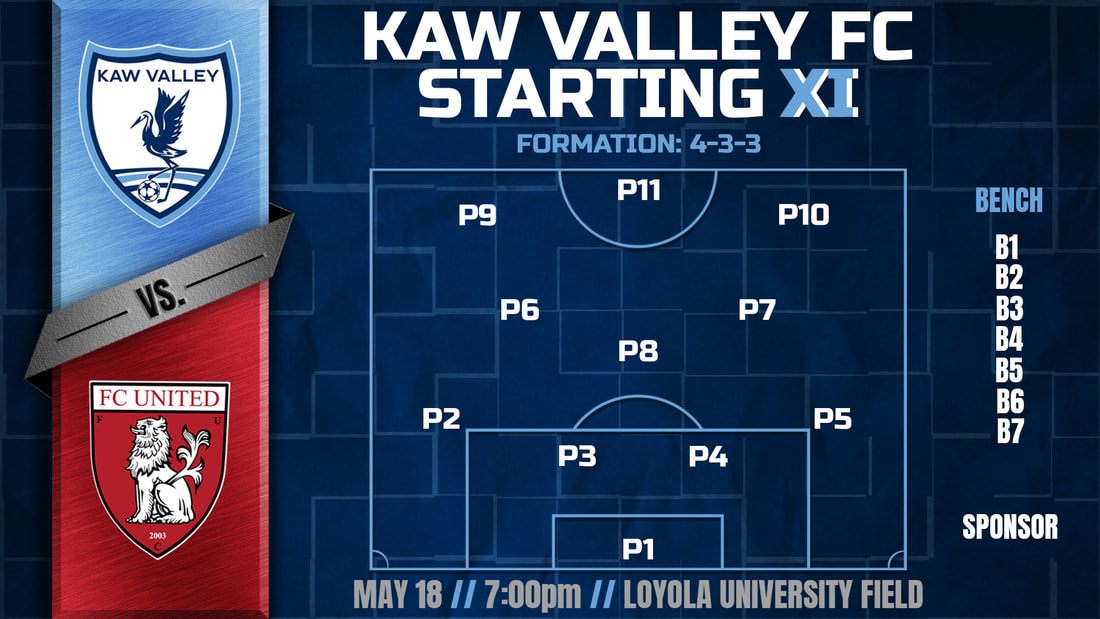 KAW VALLEY FC
STARTING XI
FORMATION: 4-3-3
KAW VALLEY
VS.
FC UNITED
F U
2003
C
P11
P9 P10
P6 P7
P8
P2 P5
P3 P4
P1
BENCH
B1
B2
B3
B4
B5
B6
B7
SPONSOR
MAY 18 // 7:00pm // LOYOLA UNIVERSITY FIELD